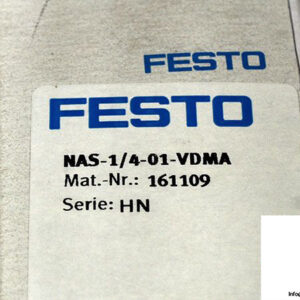 FESTO
FESTO
NAS-1/4-01-VDMA
Mat.-Nr.: 161109
Serie: HN